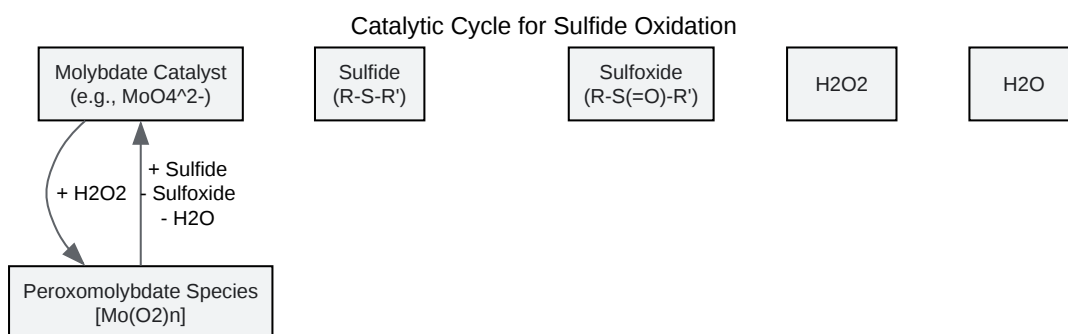 Catalytic Cycle for Sulfide Oxidation
Molybdate Catalyst
(e.g., MoO4^2-)
Sulfide
(R-S-R')
Sulfoxide
(R-S(=O)-R')
H2O2
H2O
+ H2O2
+ Sulfide
- Sulfoxide
- H2O
Peroxomolybdate Species
[Mo(O2)n]